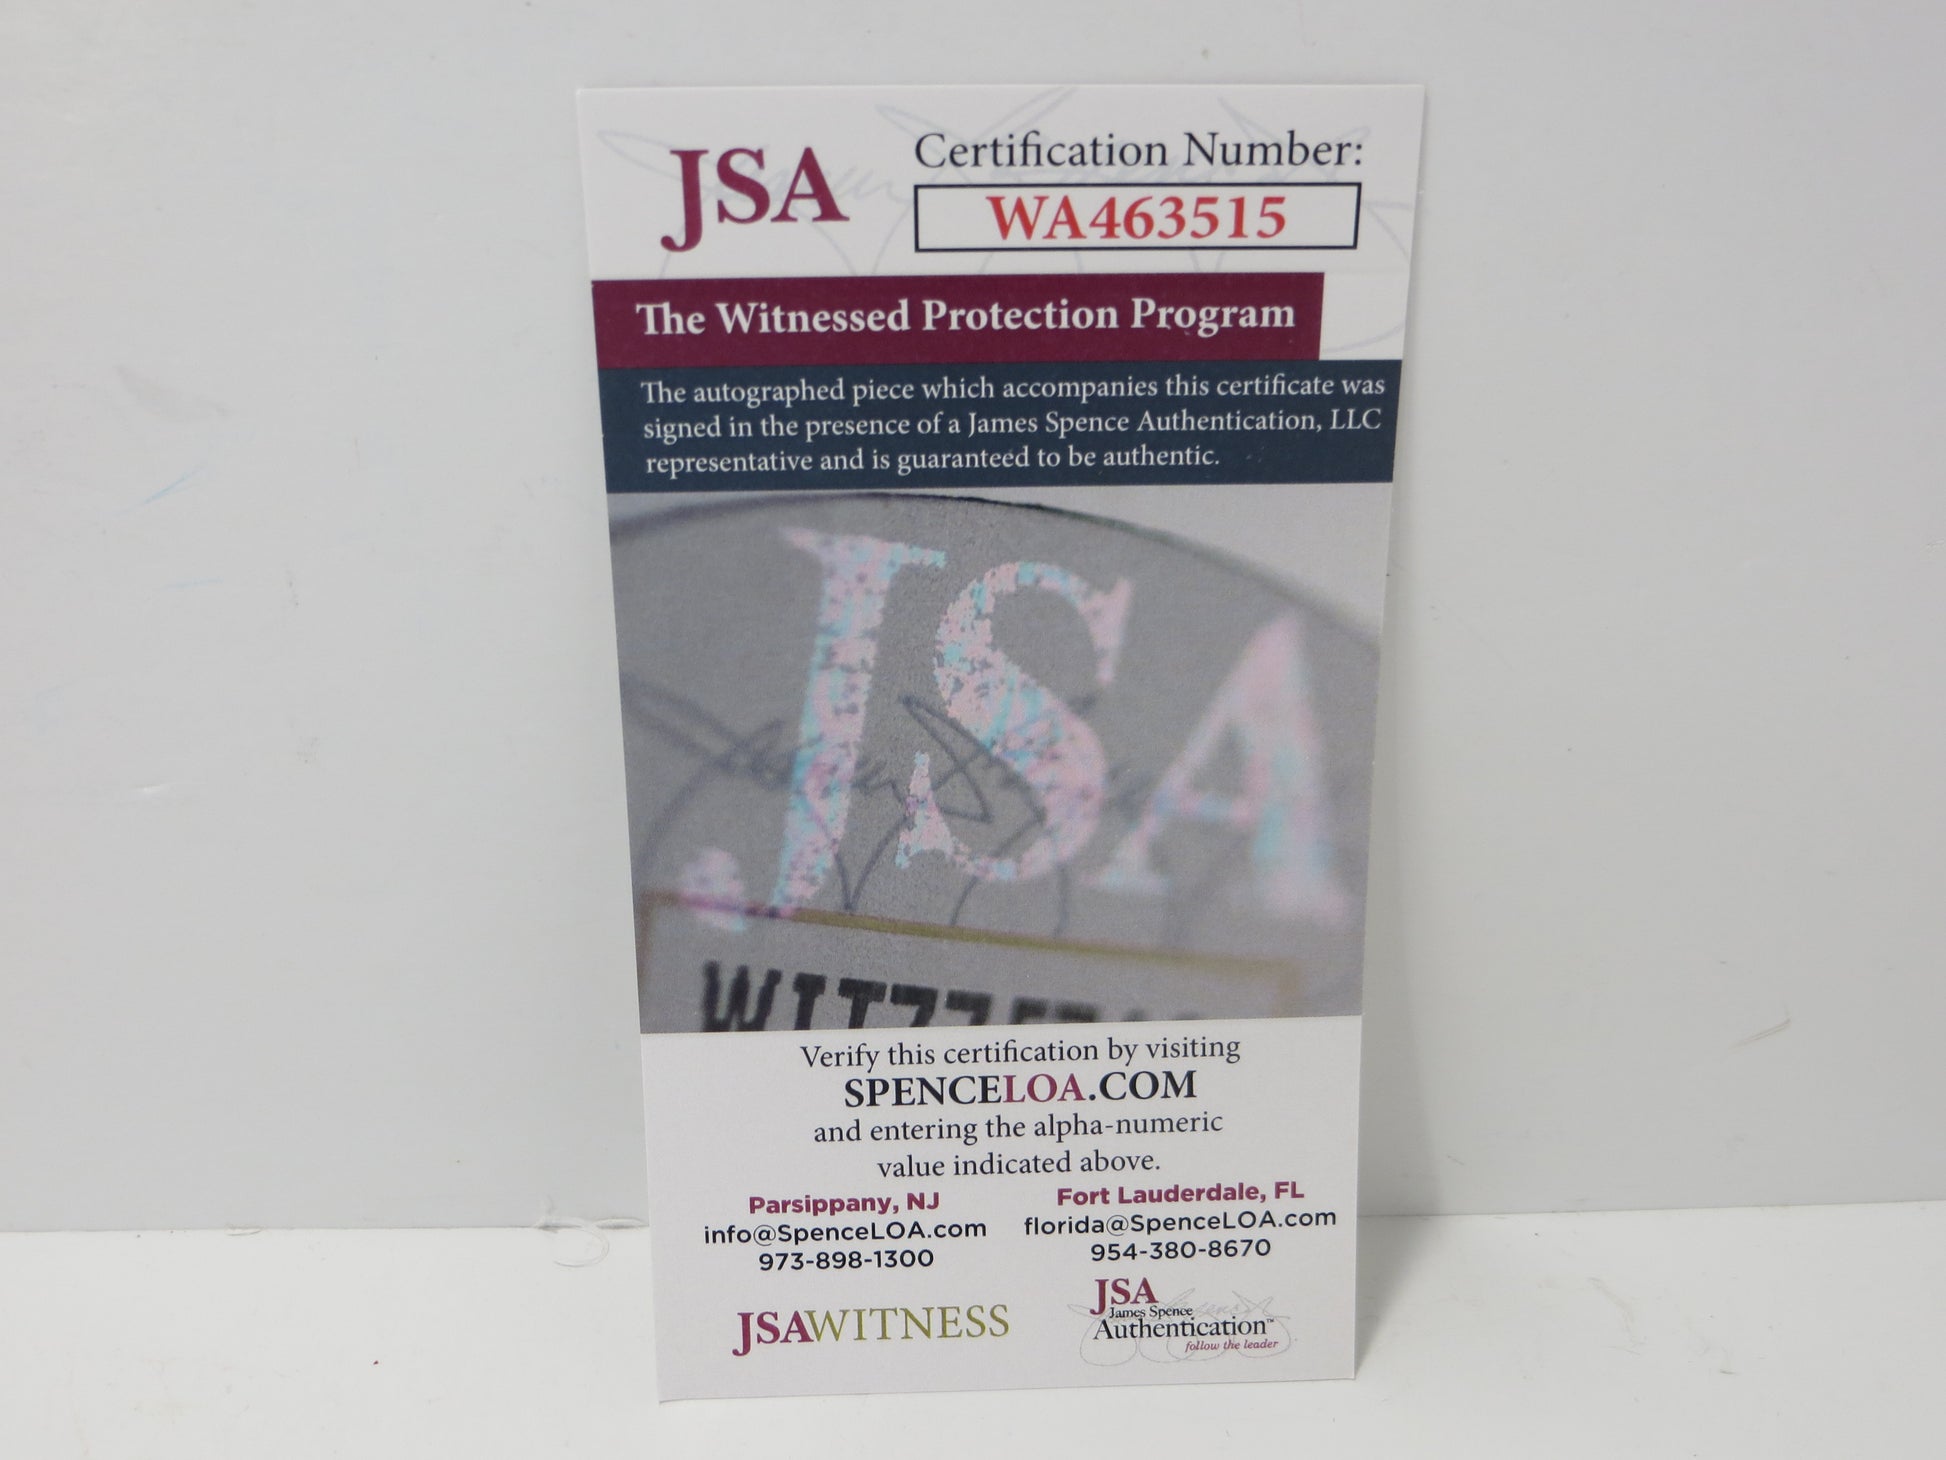 JSA
Certification Number:
WA463515
The Witnessed Protection Program
The autographed piece which accompanies this certificate was
signed in the presence of a James Spence Authentication, LLC
representative and is guaranteed to be authentic.
JSA
Verify this certification by visiting
SPENCELOA.COM
and entering the alpha-numeric
value indicated above.
Parsippany, NJ
info@SpenceLOA.com
973-898-1300
Fort Lauderdale, FL
florida@SpenceLOA.com
954-380-8670
JSAWITNESS
JSA
James Spence
Authentication™
follow the leader